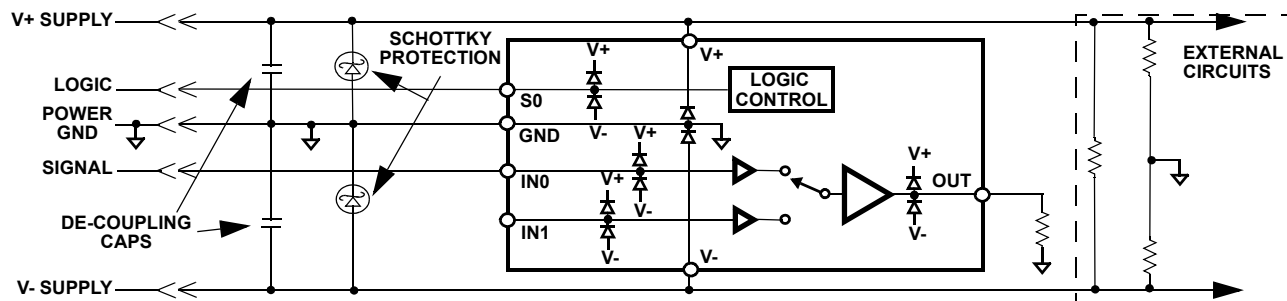 V+ SUPPLY
LOGIC
POWER
GND
SIGNAL
DE-COUPLING
CAPS
V- SUPPLY
SCHOTTKY
PROTECTION
S0
GND
IN0
IN1
V+
V-
V+
V-
V+
V-
V+
LOGIC
CONTROL
V+
V-
OUT
V-
EXTERNAL
CIRCUITS